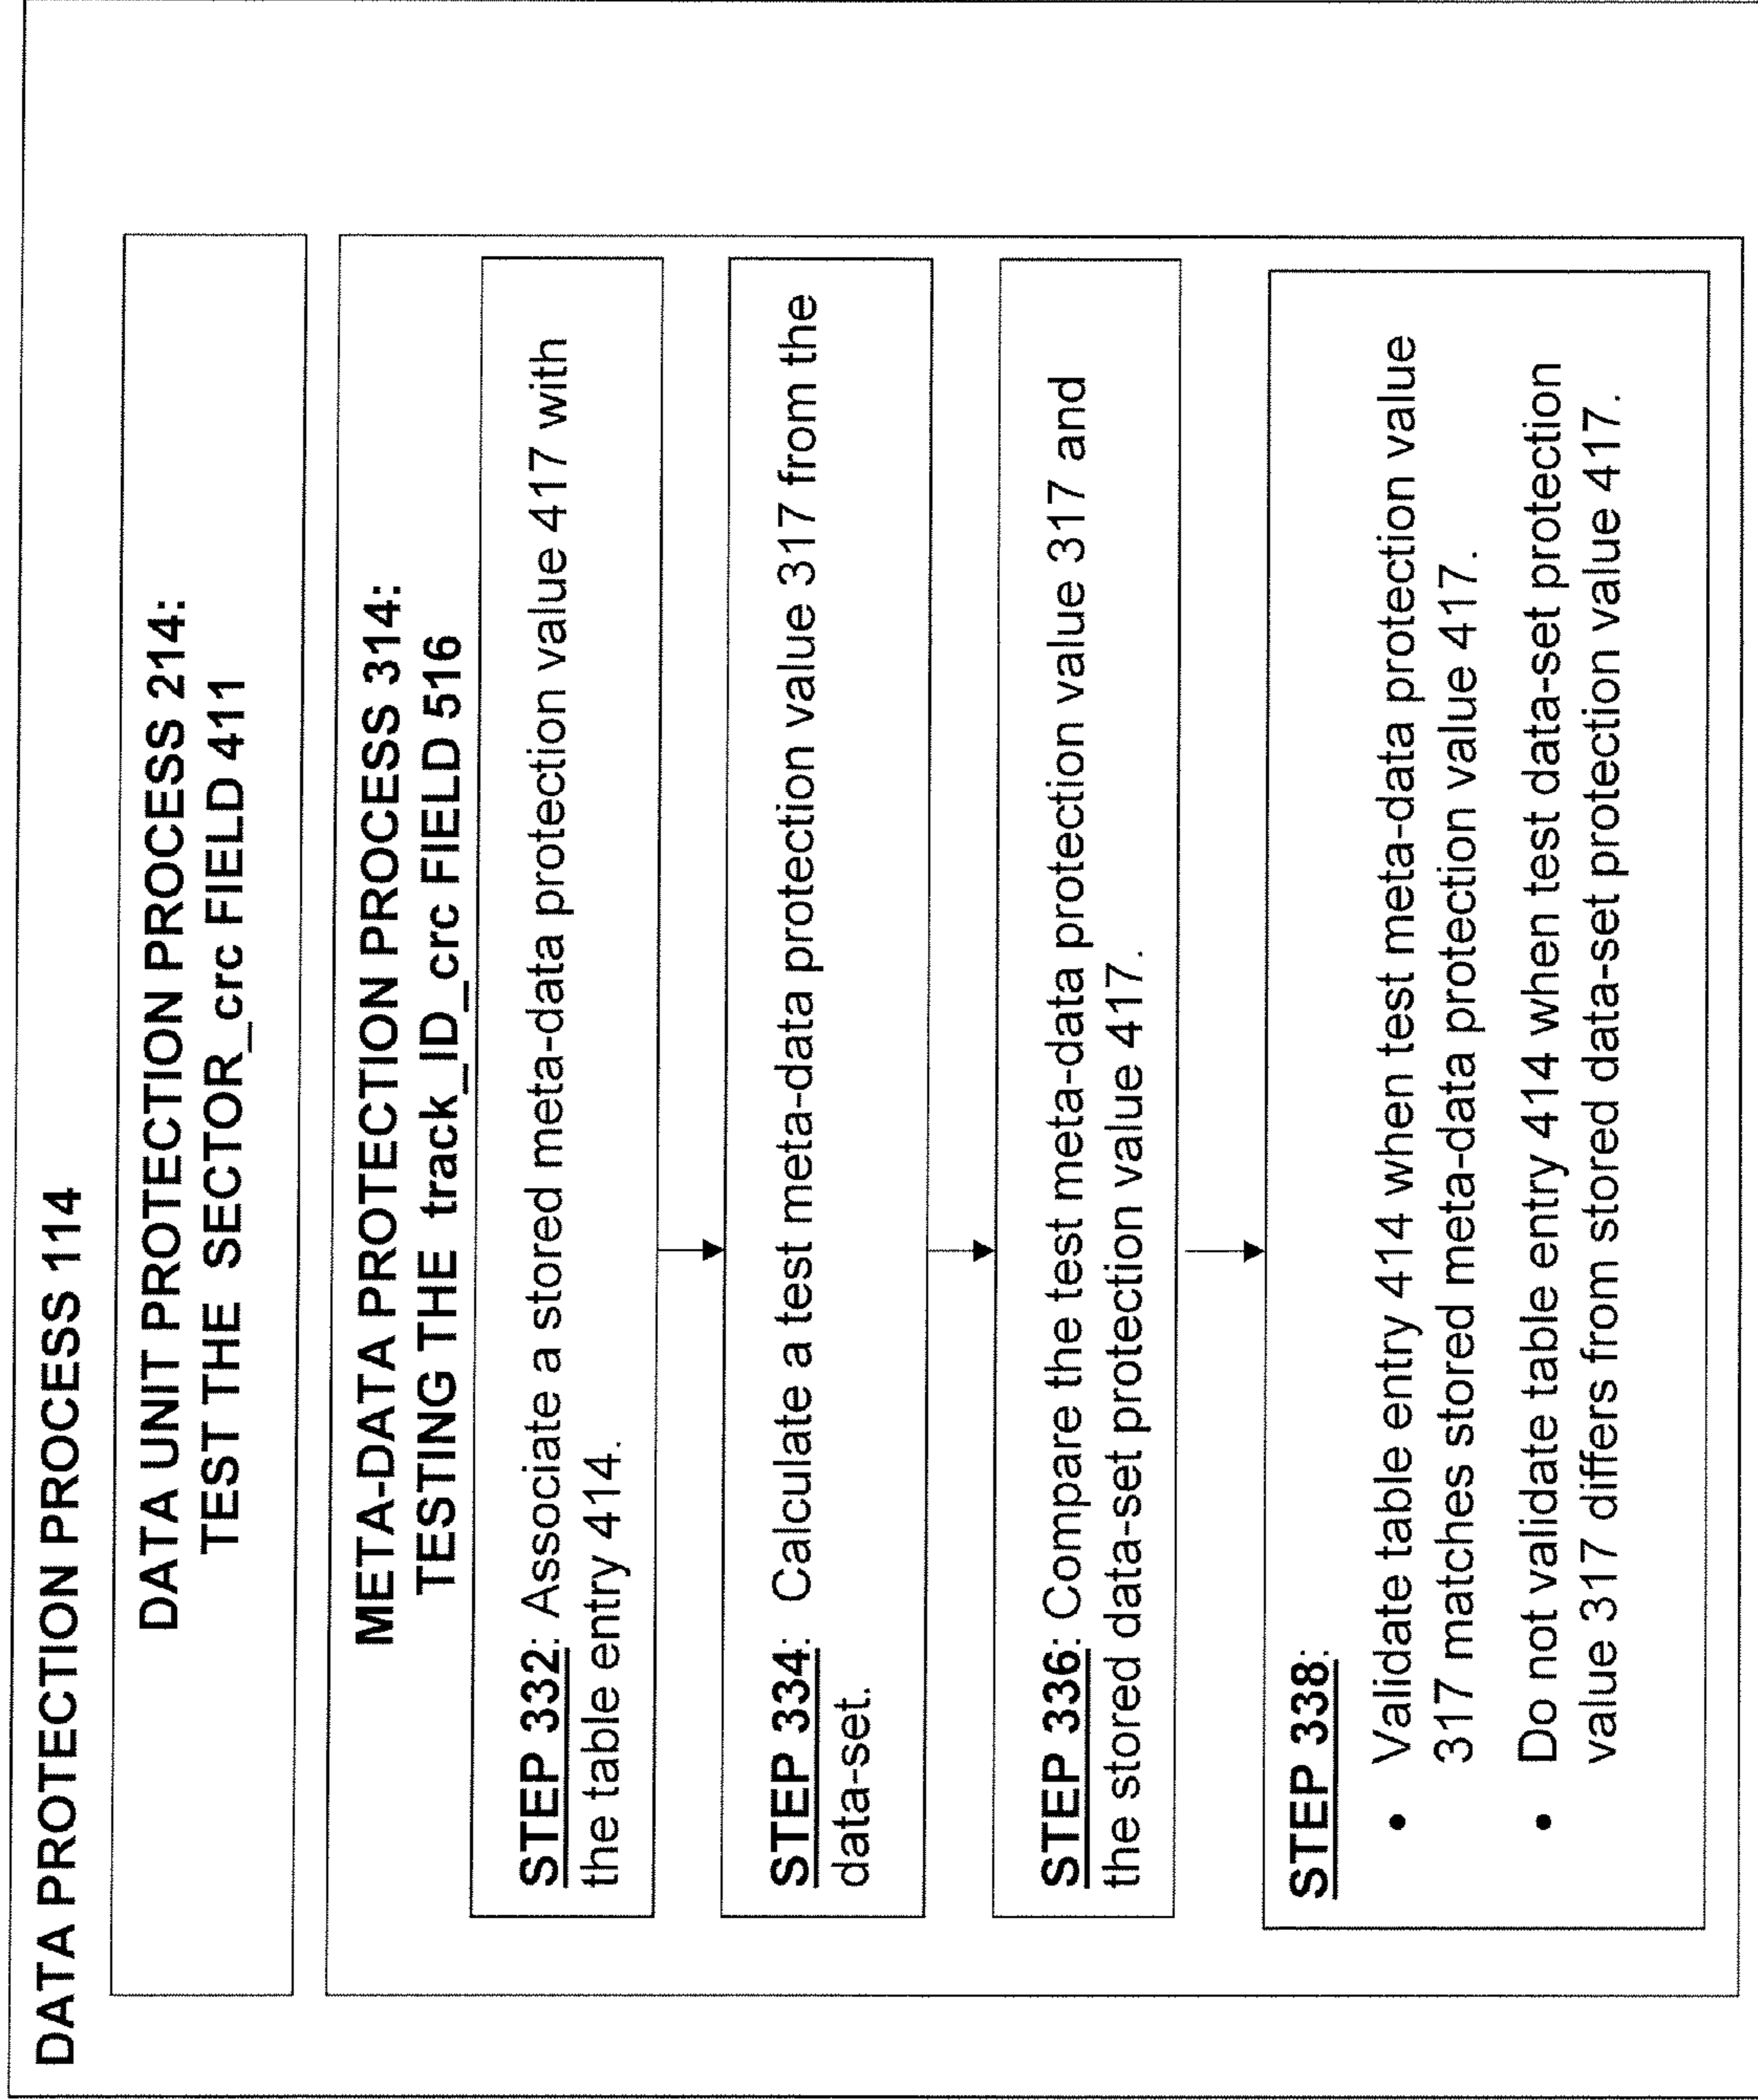 DATA PROTECTION PROCESS 114
DATA UNIT PROTECTION PROCESS 214:
TEST THE SECTOR_crc FIELD 411
META-DATA PROTECTION PROCESS 314:
TESTING THE track_ID_crc FIELD 516
STEP 332: Associate a stored meta-data protection value 417 with
the table entry 414.
STEP 334: Calculate a test meta-data protection value 317 from the
data-set.
STEP 336: Compare the test meta-data protection value 317 and
the stored data-set protection value 417.
STEP 338:
• Validate table entry 414 when test meta-data protection value
317 matches stored meta-data protection value 417.
• Do not validate table entry 414 when test data-set protection
value 317 differs from stored data-set protection value 417.